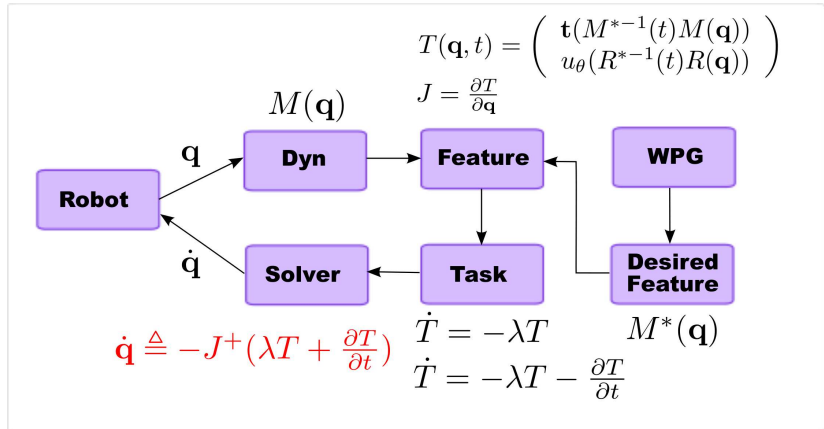 T(𝐪, t) = ( 𝐭(M*⁻¹(t)M(𝐪))
u_θ(R*⁻¹(t)R(𝐪)) )
J = ∂T/∂𝐪
M(𝐪)
𝐪
Dyn
Feature
WPG
Robot
𝐪̇
Solver
Task
Desired
Feature
𝐪̇ ≜ −J⁺(λT + ∂T/∂t)
Ṫ = −λT
M*(𝐪)
Ṫ = −λT − ∂T/∂t